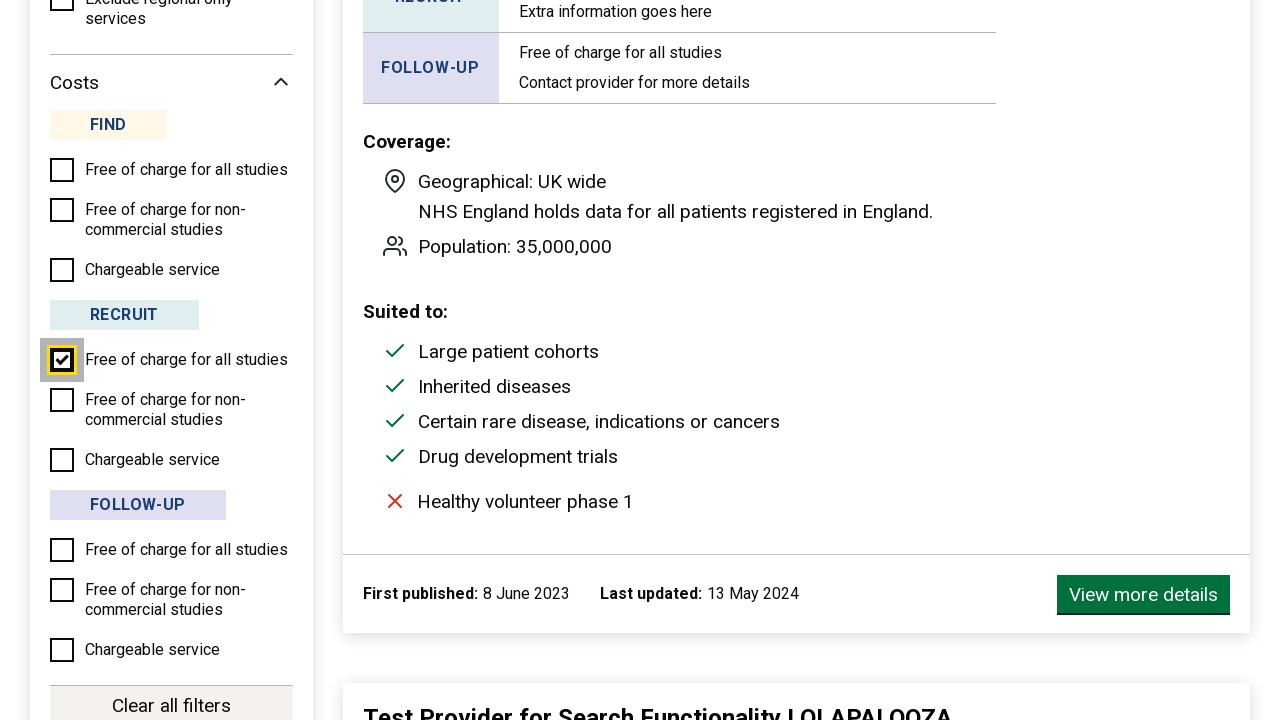 Exclude regional only
services
Costs
FIND
Free of charge for all studies
Free of charge for non-
commercial studies
Chargeable service
RECRUIT
Free of charge for all studies
Free of charge for non-
commercial studies
Chargeable service
FOLLOW-UP
Free of charge for all studies
Free of charge for non-
commercial studies
Chargeable service
Clear all filters
RECRUIT
Extra information goes here
FOLLOW-UP
Free of charge for all studies
Contact provider for more details
Coverage:
Geographical: UK wide
NHS England holds data for all patients registered in England.
Population: 35,000,000
Suited to:
Large patient cohorts
Inherited diseases
Certain rare disease, indications or cancers
Drug development trials
Healthy volunteer phase 1
First published: 8 June 2023 Last updated: 13 May 2024
View more details
Test Provider for Search Functionality LOLAPALOOZA